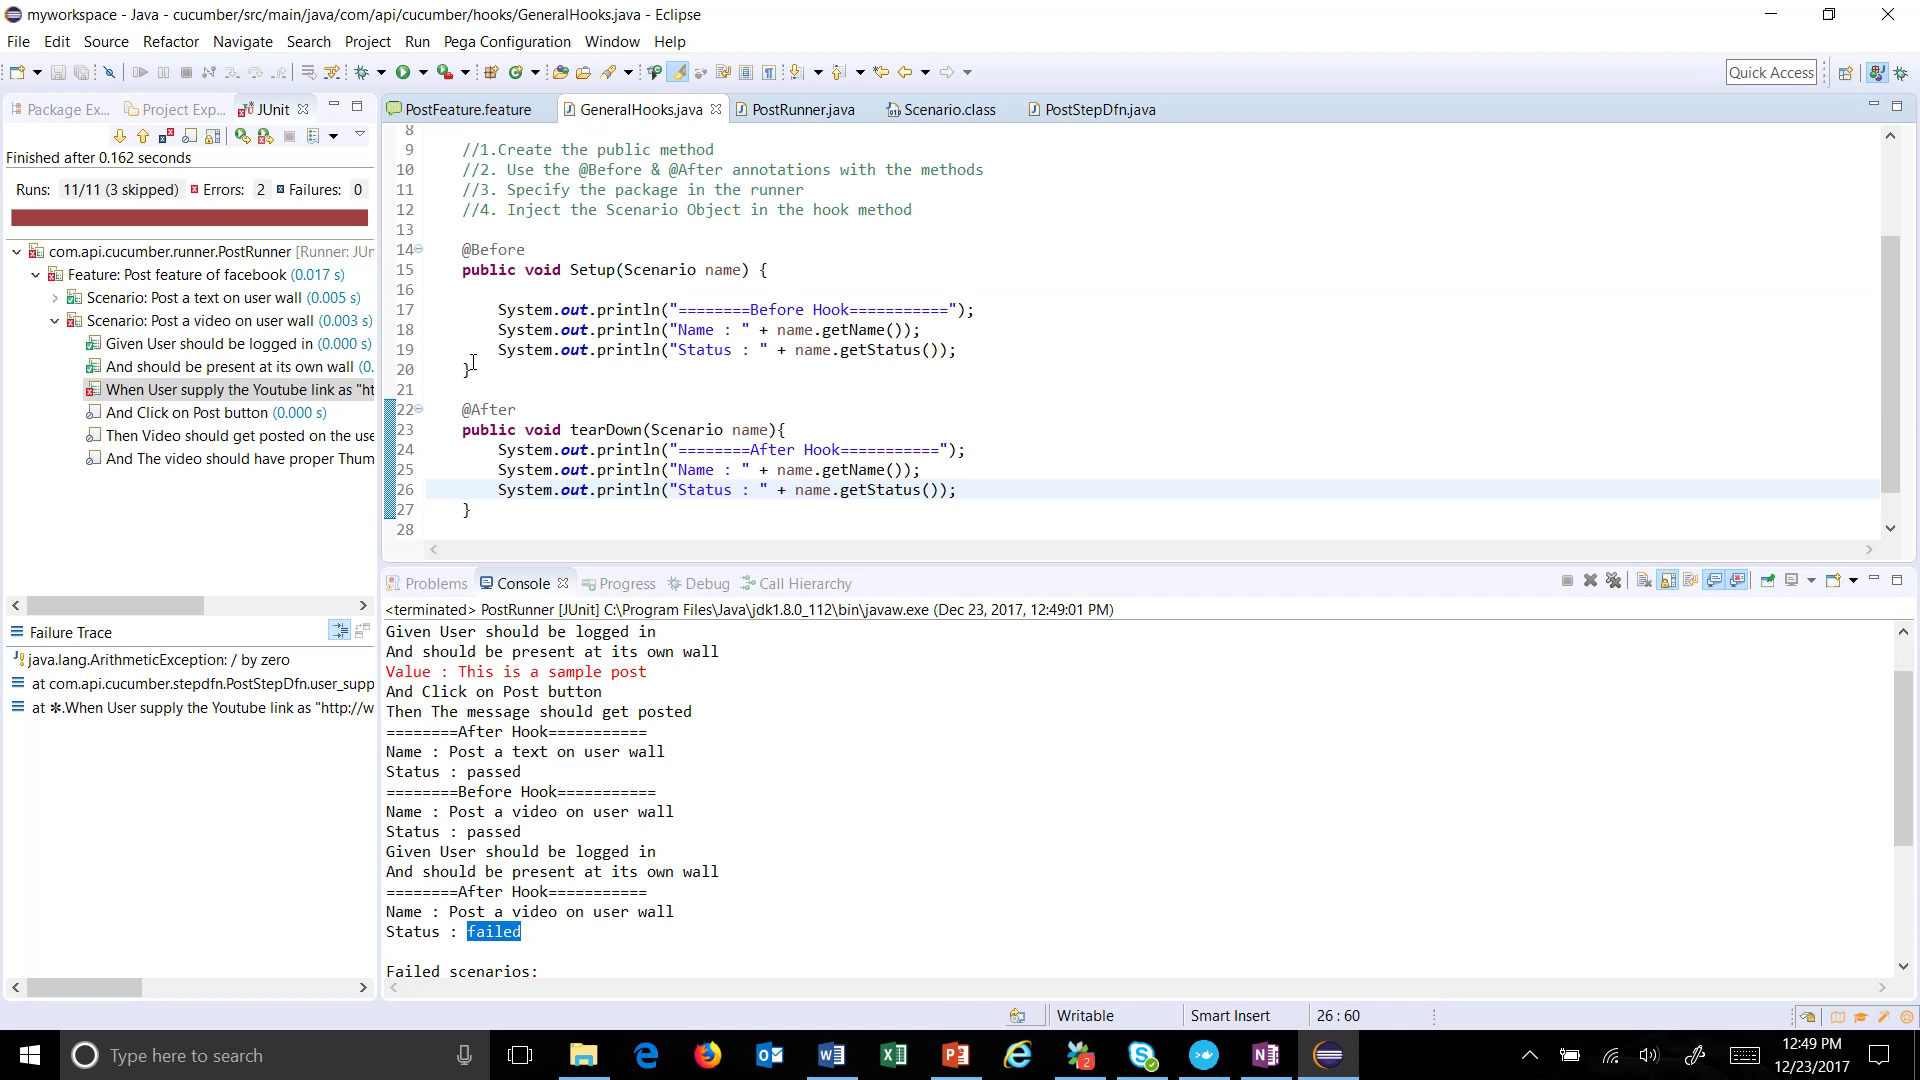 myworkspace - Java - cucumber/src/main/java/com/api/cucumber/hooks/GeneralHooks.java - Eclipse
File Edit Source Refactor Navigate Search Project Run Pega Configuration Window Help
Quick Access
Package Ex... Project Exp... JUnit
Finished after 0.162 seconds
Runs: 11/11 (3 skipped) Errors: 2 Failures: 0
com.api.cucumber.runner.PostRunner [Runner: JUr
Feature: Post feature of facebook (0.017 s)
Scenario: Post a text on user wall (0.005 s)
Scenario: Post a video on user wall (0.003 s)
Given User should be logged in (0.000 s)
And should be present at its own wall (0.
When User supply the Youtube link as "ht
And Click on Post button (0.000 s)
Then Video should get posted on the use
And The video should have proper Thum
Failure Trace
java.lang.ArithmeticException: / by zero
at com.api.cucumber.stepdfn.PostStepDfn.user_supp
at ✻.When User supply the Youtube link as "http://w
PostFeature.feature GeneralHooks.java PostRunner.java Scenario.class PostStepDfn.java
8
9 //1.Create the public method
10 //2. Use the @Before & @After annotations with the methods
11 //3. Specify the package in the runner
12 //4. Inject the Scenario Object in the hook method
13
14 @Before
15 public void Setup(Scenario name) {
16
17 System.out.println("========Before Hook===========");
18 System.out.println("Name : " + name.getName());
19 System.out.println("Status : " + name.getStatus());
20 }
21
22 @After
23 public void tearDown(Scenario name){
24 System.out.println("========After Hook===========");
25 System.out.println("Name : " + name.getName());
26 System.out.println("Status : " + name.getStatus());
27 }
28
Problems Console Progress Debug Call Hierarchy
<terminated> PostRunner [JUnit] C:\Program Files\Java\jdk1.8.0_112\bin\javaw.exe (Dec 23, 2017, 12:49:01 PM)
Given User should be logged in
And should be present at its own wall
Value : This is a sample post
And Click on Post button
Then The message should get posted
========After Hook===========
Name : Post a text on user wall
Status : passed
========Before Hook===========
Name : Post a video on user wall
Status : passed
Given User should be logged in
And should be present at its own wall
========After Hook===========
Name : Post a video on user wall
Status : failed
Failed scenarios:
Writable Smart Insert 26 : 60
Type here to search
2
12:49 PM
12/23/2017